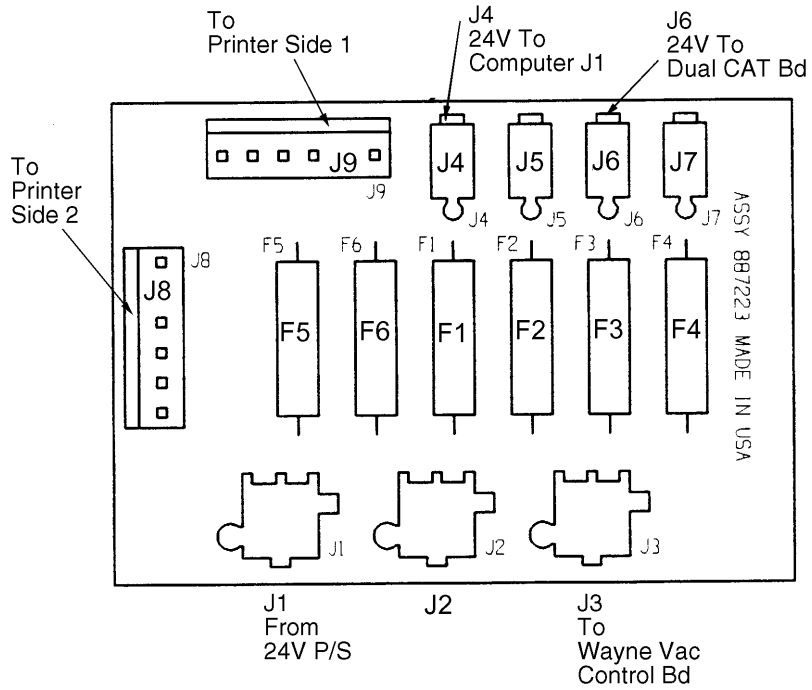 To
Printer Side 1
J4
24V To
Computer J1
J6
24V To
Dual CAT Bd
To
Printer
Side 2
J9
J9
J4
J5
J6
J7
J4
J5
J6
J7
J8
J8
F5
F6
F1
F2
F3
F4
F5
F6
F1
F2
F3
F4
ASSY 887223 MADE IN USA
J1
J2
J3
J1
From
24V P/S
J2
J3
To
Wayne Vac
Control Bd